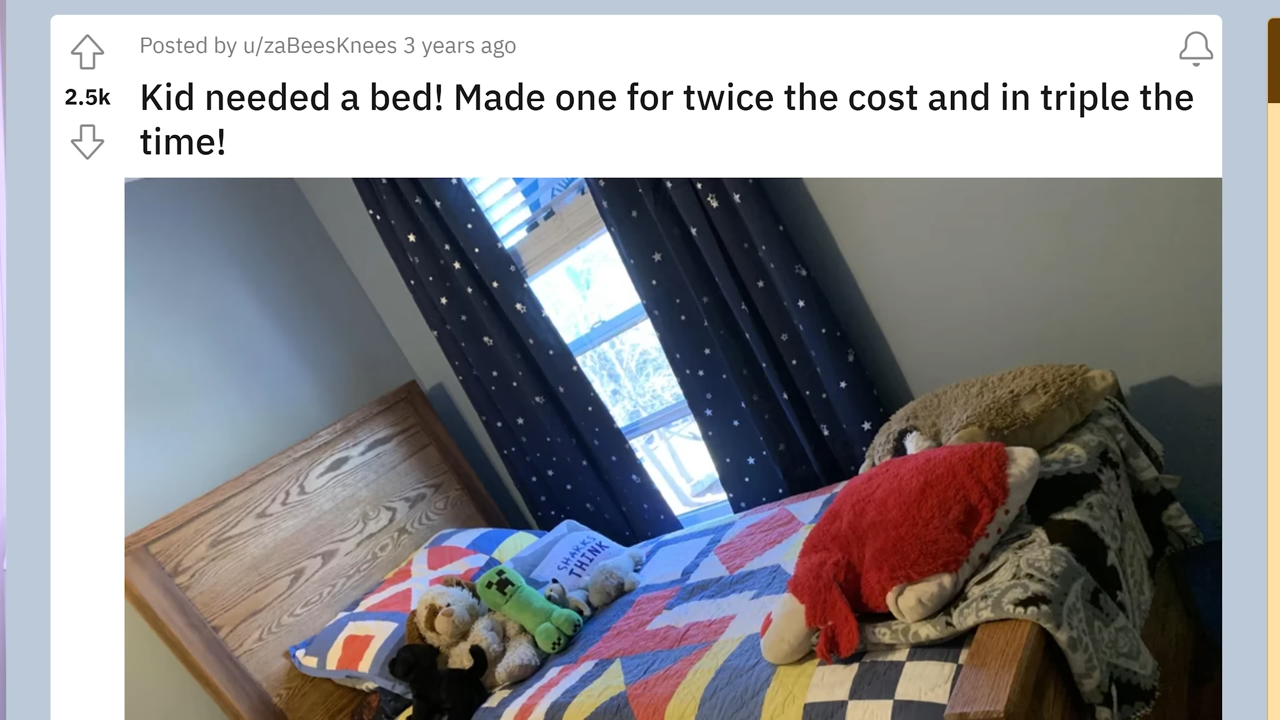 Posted by u/zaBeesKnees 3 years ago
2.5k
Kid needed a bed! Made one for twice the cost and in triple the
time!
SHARKS
THINK